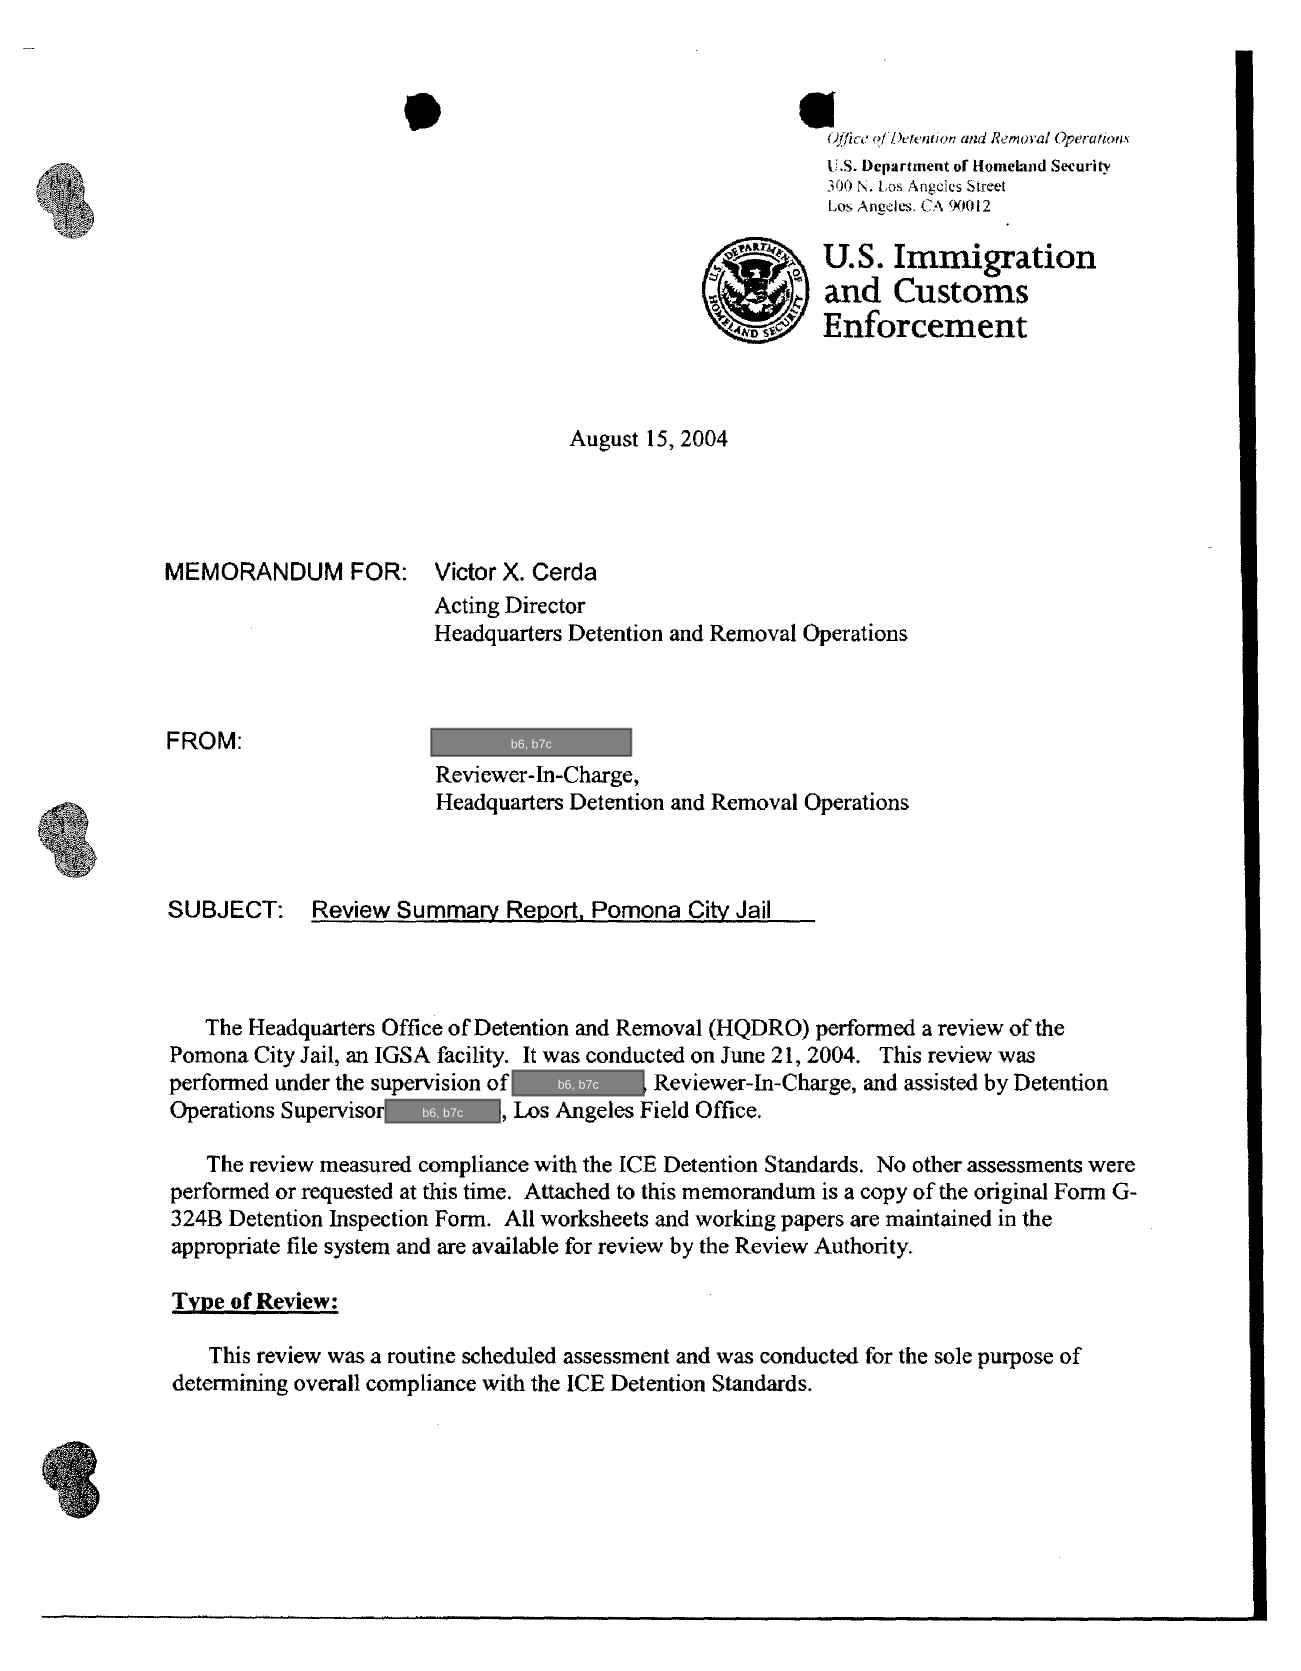 Office of Detention and Removal Operations
U.S. Department of Homeland Security
300 N. Los Angeles Street
Los Angeles, CA 90012
U.S. DEPARTMENT OF HOMELAND SECURITY
U.S. Immigration
and Customs
Enforcement
August 15, 2004
MEMORANDUM FOR: Victor X. Cerda
Acting Director
Headquarters Detention and Removal Operations
FROM: b6, b7c
Reviewer-In-Charge,
Headquarters Detention and Removal Operations
SUBJECT: Review Summary Report, Pomona City Jail
The Headquarters Office of Detention and Removal (HQDRO) performed a review of the
Pomona City Jail, an IGSA facility. It was conducted on June 21, 2004. This review was
performed under the supervision of b6, b7c, Reviewer-In-Charge, and assisted by Detention
Operations Supervisor b6, b7c, Los Angeles Field Office.
The review measured compliance with the ICE Detention Standards. No other assessments were
performed or requested at this time. Attached to this memorandum is a copy of the original Form G-
324B Detention Inspection Form. All worksheets and working papers are maintained in the
appropriate file system and are available for review by the Review Authority.
Type of Review:
This review was a routine scheduled assessment and was conducted for the sole purpose of
determining overall compliance with the ICE Detention Standards.